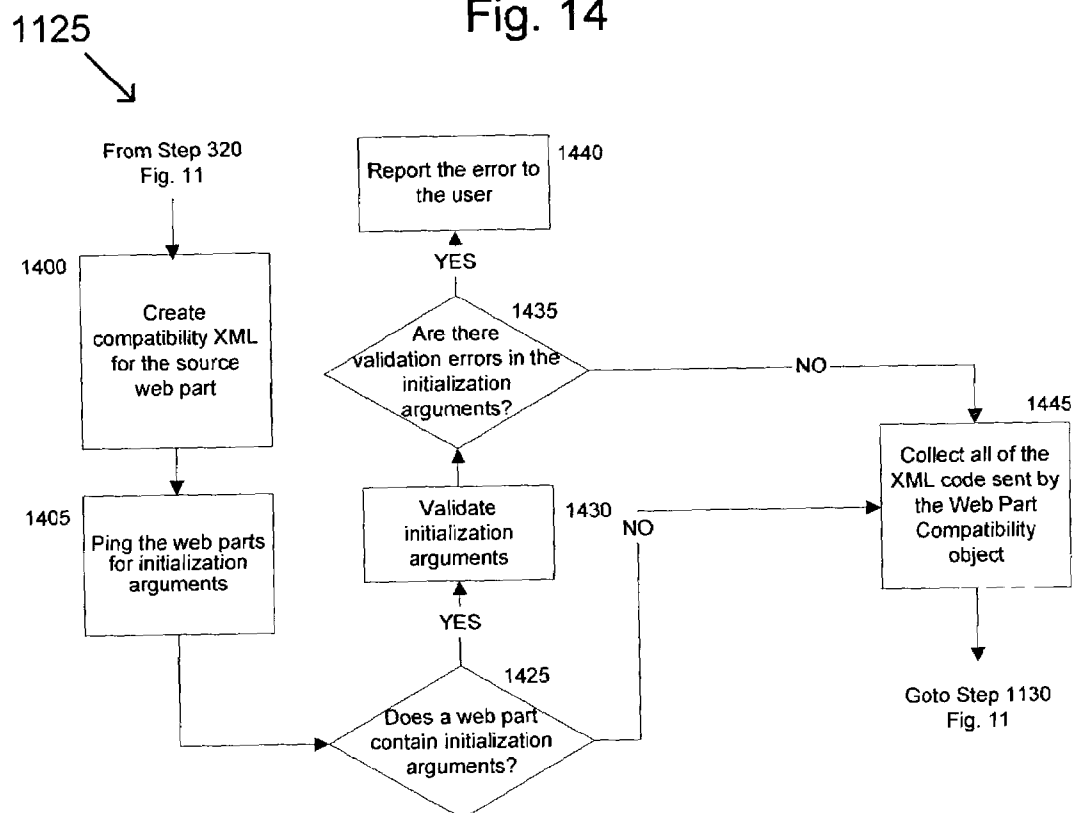 Fig. 14
1125
From Step 320
Fig. 11
1400
Create
compatibility XML
for the source
web part
1405
Ping the web parts
for initialization
arguments
1425
Does a web part
contain initialization
arguments?
YES
NO
1430
Validate
initialization
arguments
1435
Are there
validation errors in the
initialization
arguments?
YES
NO
1440
Report the error to
the user
1445
Collect all of the
XML code sent by
the Web Part
Compatibility
object
Goto Step 1130
Fig. 11